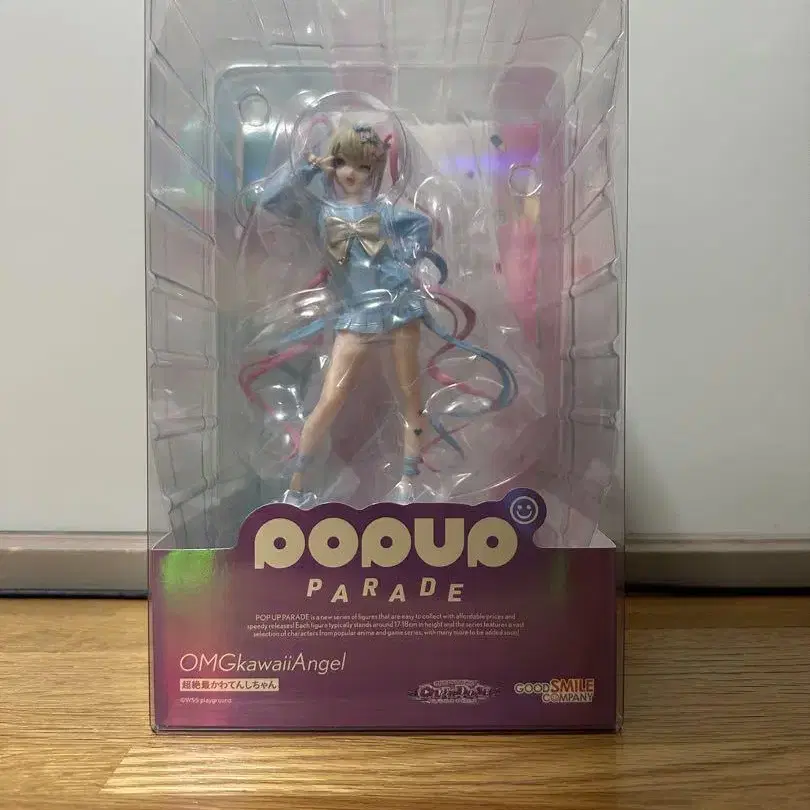 POPUP
PARADE
POP UP PARADE is a new series of figures that are easy to collect with affordable prices and
speedy releases! Each figure typically stands around 17-18cm in height and the series features a vast
selection of characters from popular anime and game series, with many more to be added soon!
OMGkawaiiAngel
超絶最かわてんしちゃん
©WSS playground
GOOD SMILE
COMPANY